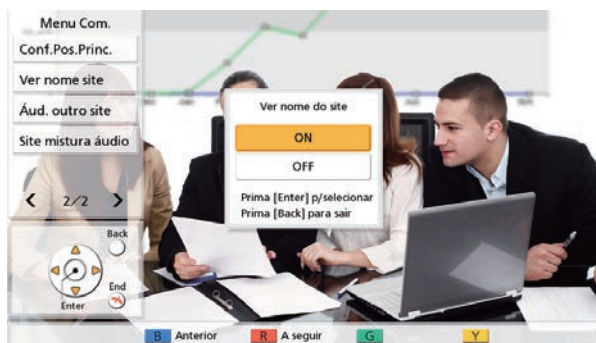 Menu Com.
Conf.Pos.Princ.
Ver nome site
Áud. outro site
Site mistura áudio
2/2
Back
End
Enter
Ver nome do site
ON
OFF
Prima [Enter] p/selecionar
Prima [Back] para sair
B Anterior R A seguir G Y